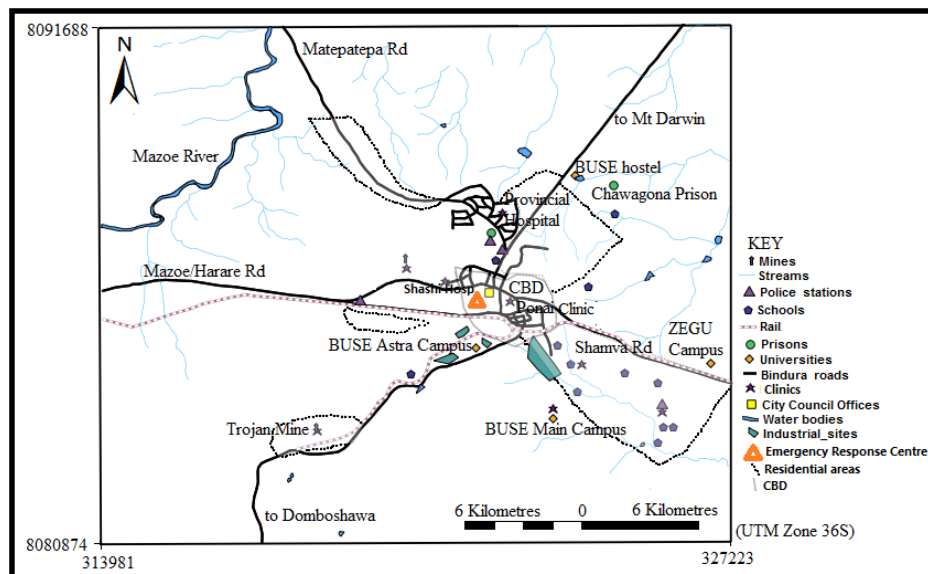 8091688
N
Matepatepa Rd
to Mt Darwin
Mazoe River
BUSE hostel
Chawagona Prison
Provincial
Hospital
Mazoe/Harare Rd
Shashi Hosp
CBD
Ponai Clinic
BUSE Astra Campus
Shamva Rd
ZEGU
Campus
Trojan Mine
BUSE Main Campus
to Domboshawa
6 Kilometres 0 6 Kilometres
8080874
313981
327223
(UTM Zone 36S)
KEY
Mines
Streams
Police stations
Schools
Rail
Prisons
Universities
Bindura roads
Clinics
City Council Offices
Water bodies
Industrial_sites
Emergency Response Centre
Residential areas
CBD